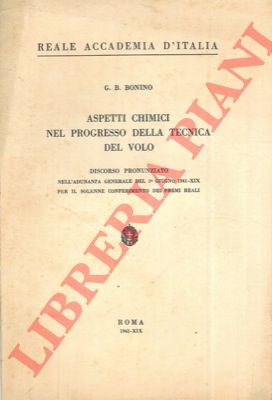 REALE ACCADEMIA D'ITALIA
G. B. BONINO
ASPETTI CHIMICI
NEL PROGRESSO DELLA TECNICA
DEL VOLO
DISCORSO PRONUNZIATO
NELL'ADUNANZA GENERALE DEL 1º GIUGNO 1941-XIX
PER IL SOLENNE CONFERIMENTO DEI PREMI REALI
ROMA
1941-XIX
LIBRERIA PIANI